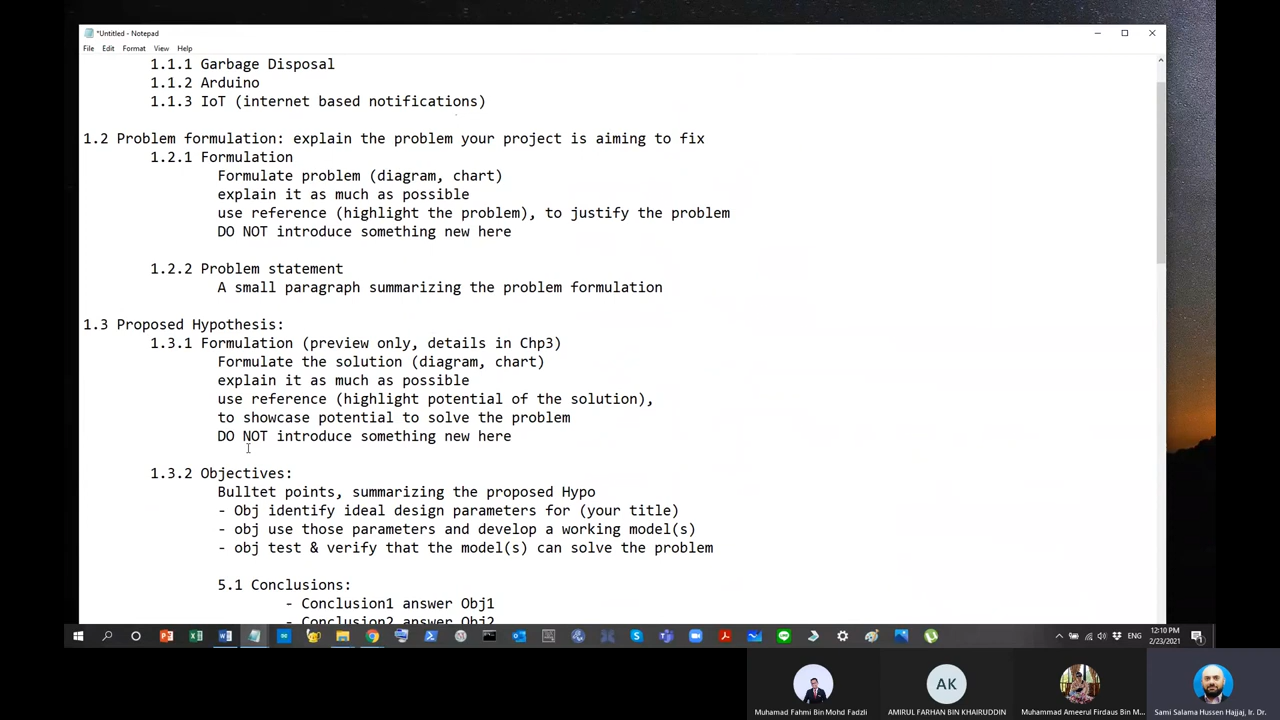 *Untitled - Notepad
File Edit Format View Help
1.1.1 Garbage Disposal
1.1.2 Arduino
1.1.3 IoT (internet based notifications)
1.2 Problem formulation: explain the problem your project is aiming to fix
1.2.1 Formulation
Formulate problem (diagram, chart)
explain it as much as possible
use reference (highlight the problem), to justify the problem
DO NOT introduce something new here
1.2.2 Problem statement
A small paragraph summarizing the problem formulation
1.3 Proposed Hypothesis:
1.3.1 Formulation (preview only, details in Chp3)
Formulate the solution (diagram, chart)
explain it as much as possible
use reference (highlight potential of the solution),
to showcase potential to solve the problem
DO NOT introduce something new here
1.3.2 Objectives:
Bulltet points, summarizing the proposed Hypo
- Obj identify ideal design parameters for (your title)
- obj use those parameters and develop a working model(s)
- obj test & verify that the model(s) can solve the problem
5.1 Conclusions:
- Conclusion1 answer Obj1
- Conclusion2 answer Obj2
ENG
12:10 PM
2/23/2021
AK
Muhamad Fahmi Bin Mohd Fadzli
AMIRUL FARHAN BIN KHAIRUDDIN
Muhammad Ameerul Firdaus Bin M...
Sami Salama Hussen Hajjaj, Ir. Dr.